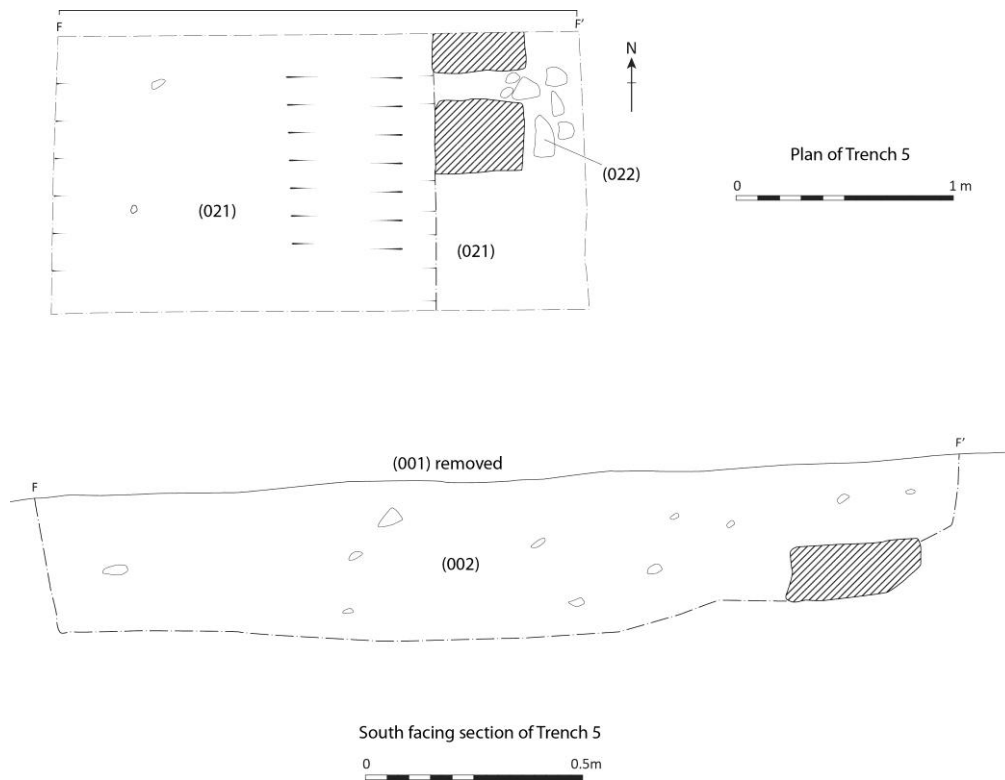 F F'
N
(021)
(021)
(022)
Plan of Trench 5
0 1 m
F F'
(001) removed
(002)
South facing section of Trench 5
0 0.5m